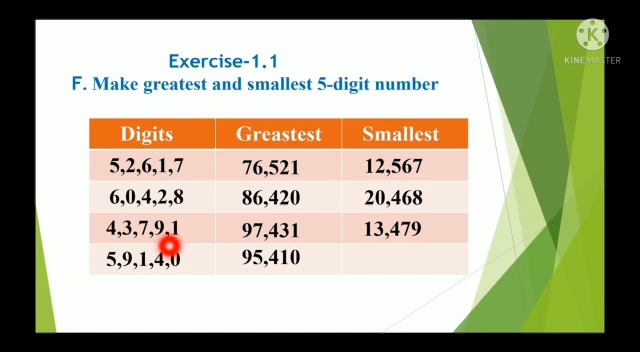 K
KINEMASTER
Exercise-1.1
F. Make greatest and smallest 5-digit number
Digits Greastest Smallest
5,2,6,1,7 76,521 12,567
6,0,4,2,8 86,420 20,468
4,3,7,9,1 97,431 13,479
5,9,1,4,0 95,410